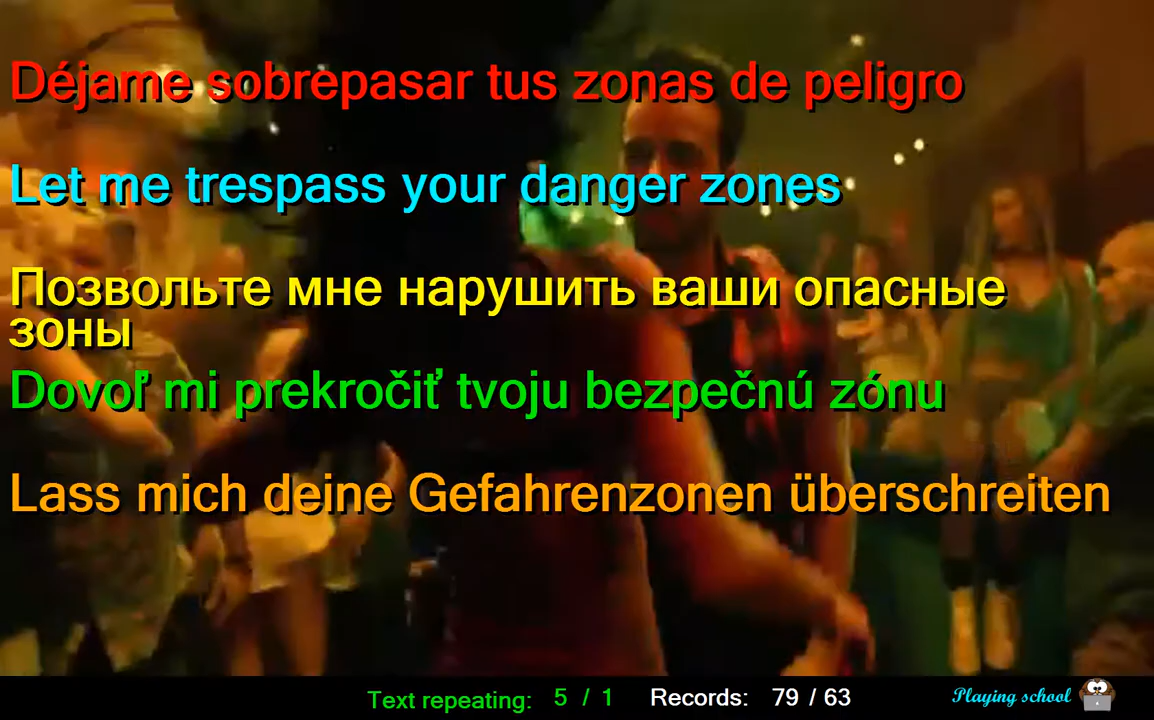 Déjame sobrepasar tus zonas de peligro
Let me trespass your danger zones
Позвольте мне нарушить ваши опасные
зоны
Dovoľ mi prekročiť tvoju bezpečnú zónu
Lass mich deine Gefahrenzonen überschreiten
Text repeating: 5 / 1 Records: 79 / 63 Playing school